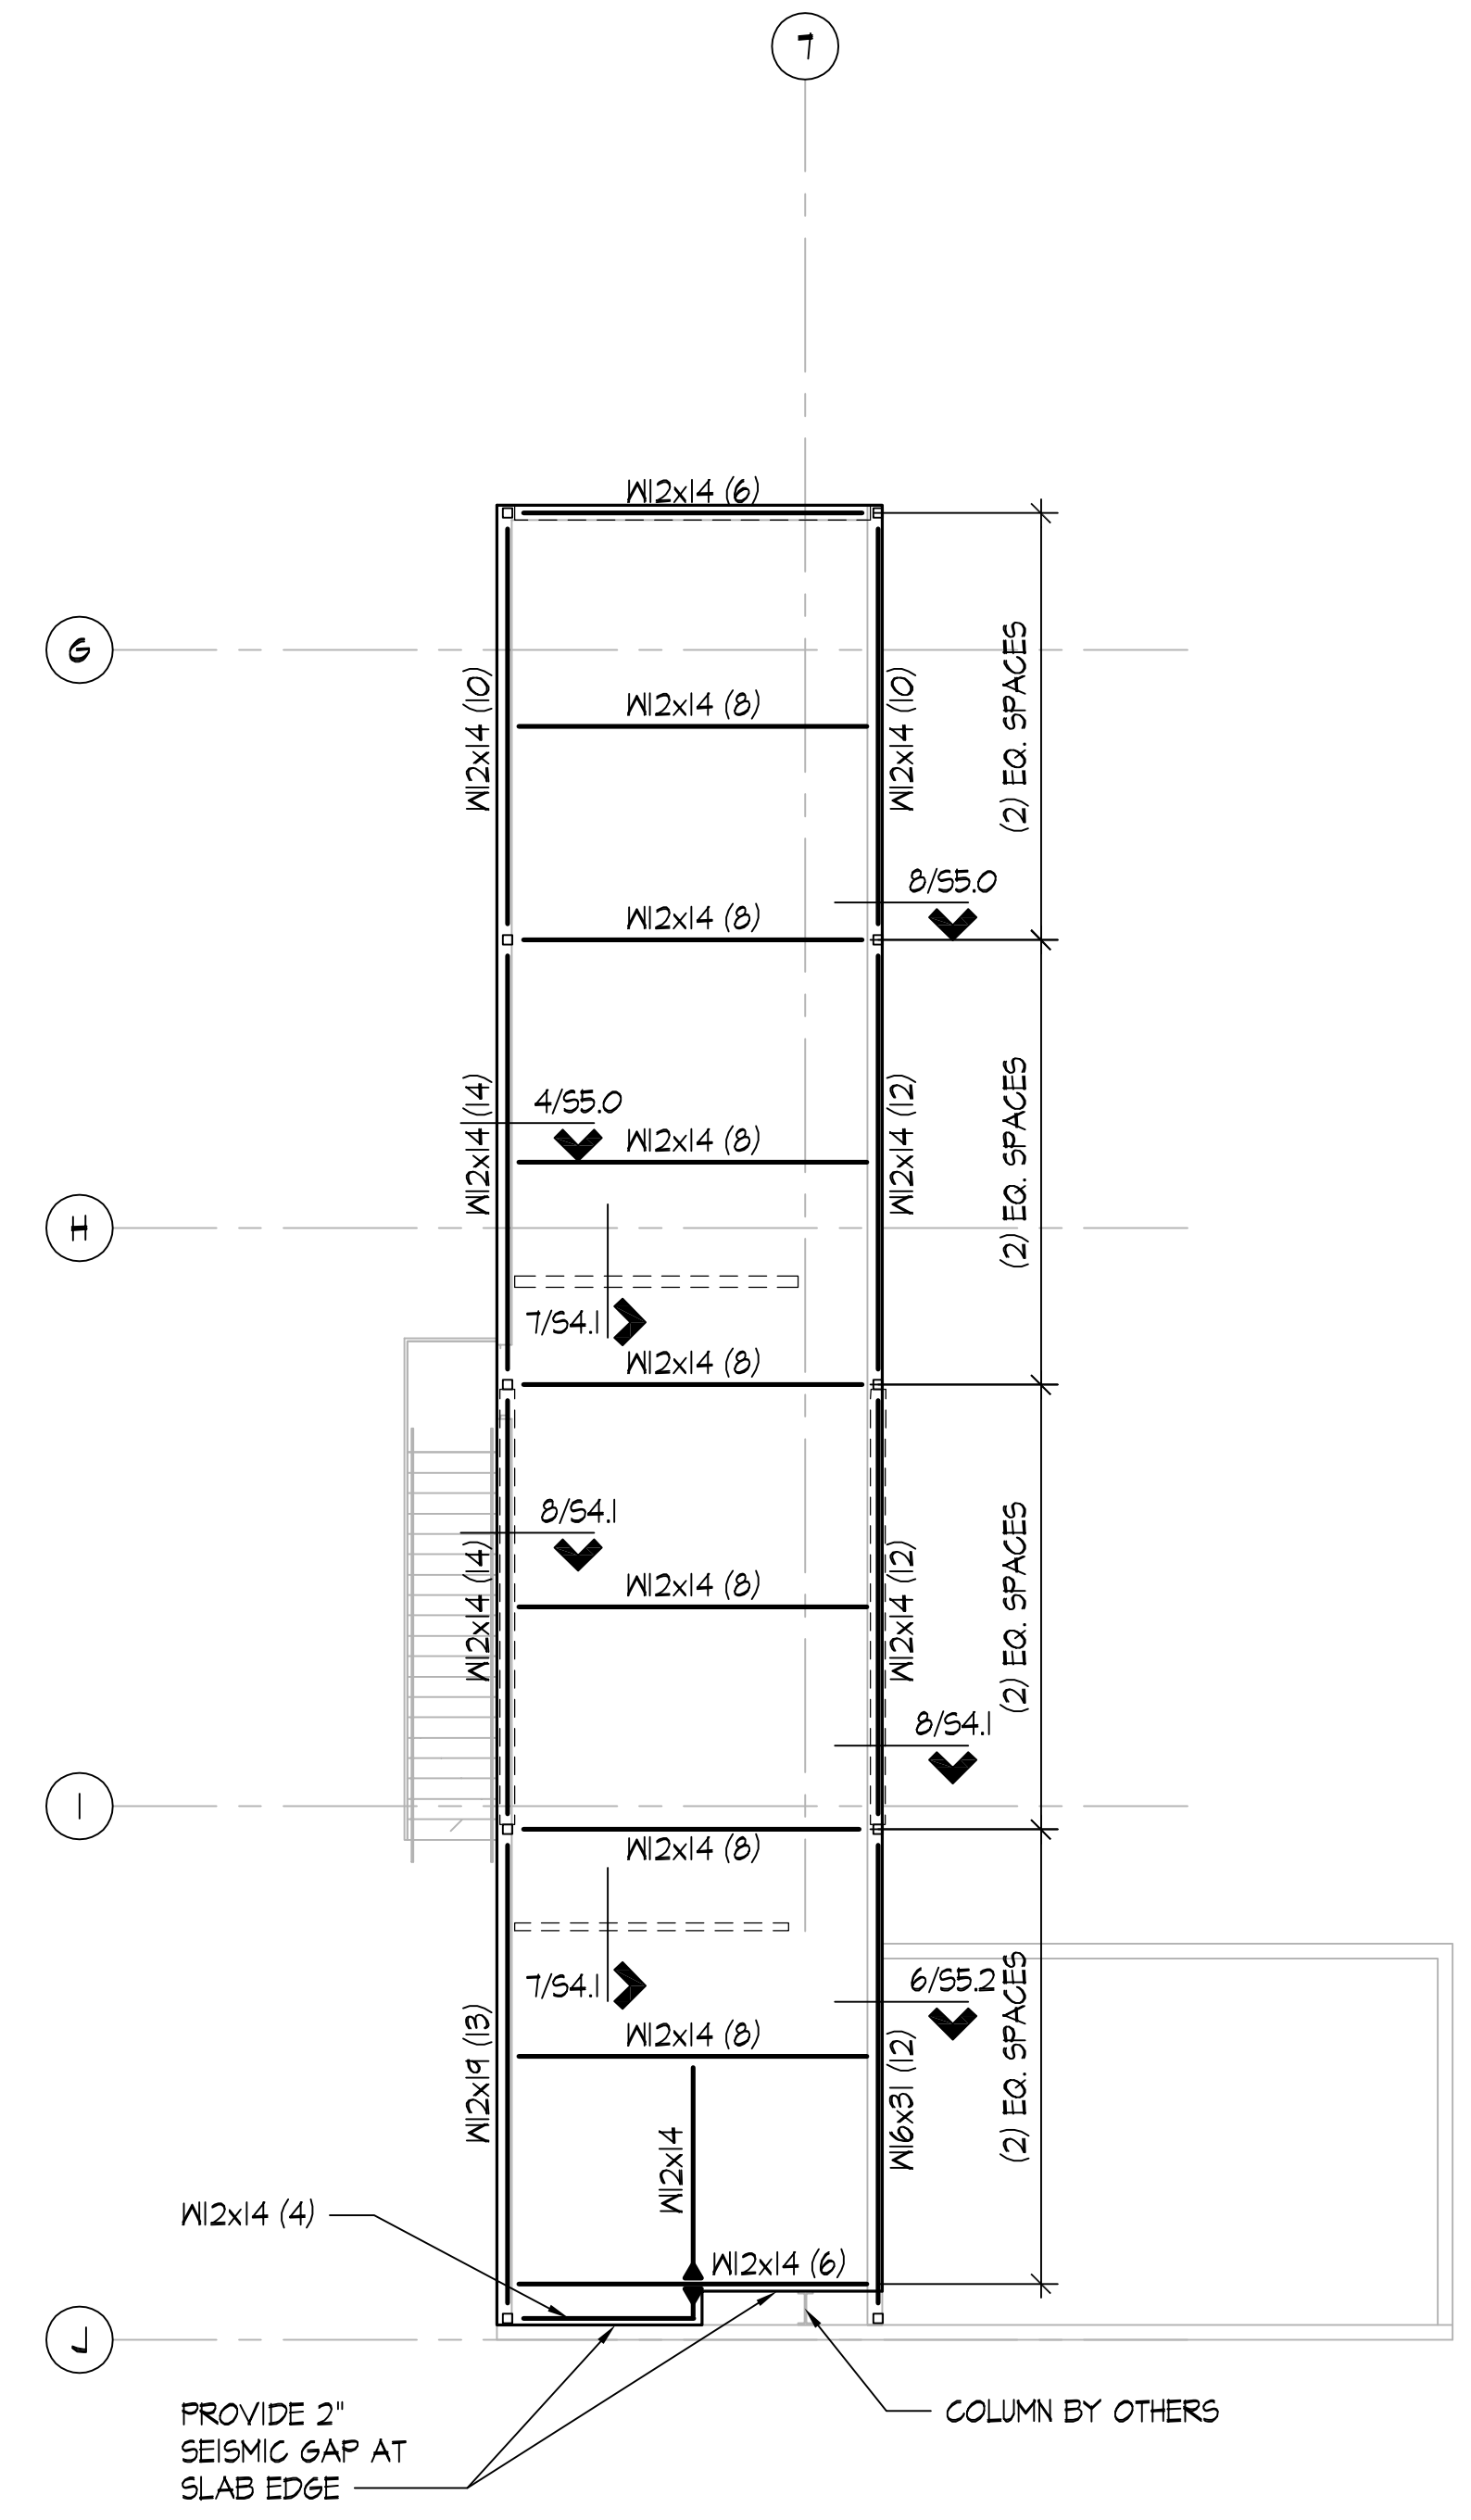 7
W12x14 (6)
G
W12x14 (10)
W12x14 (8)
W12x14 (10)
(2) EQ. SPACES
8/S5.0
W12x14 (8)
W12x14 (14)
4/S5.0
W12x14 (8)
W12x14 (12)
(2) EQ. SPACES
H
7/S4.1
W12x14 (8)
8/S4.1
W12x14 (14)
W12x14 (8)
W12x14 (12)
(2) EQ. SPACES
8/S4.1
I
W12x14 (8)
7/S4.1
6/S5.2
W12x19 (13)
W12x14 (8)
W16x31 (12)
(2) EQ. SPACES
W12x14
W12x14 (4)
W12x14 (6)
J
PROVIDE 2"
SEISMIC GAP AT
SLAB EDGE
COLUMN BY OTHERS